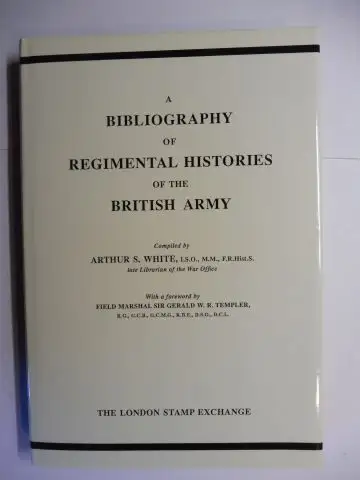 A
BIBLIOGRAPHY
OF
REGIMENTAL HISTORIES
OF THE
BRITISH ARMY
Compiled by
ARTHUR S. WHITE, I.S.O., M.M., F.R.Hist.S.
late Librarian of the War Office
With a foreword by
FIELD MARSHAL SIR GERALD W. R. TEMPLER,
K.G., G.C.B., G.C.M.G., K.B.E., D.S.O., D.C.L.
THE LONDON STAMP EXCHANGE